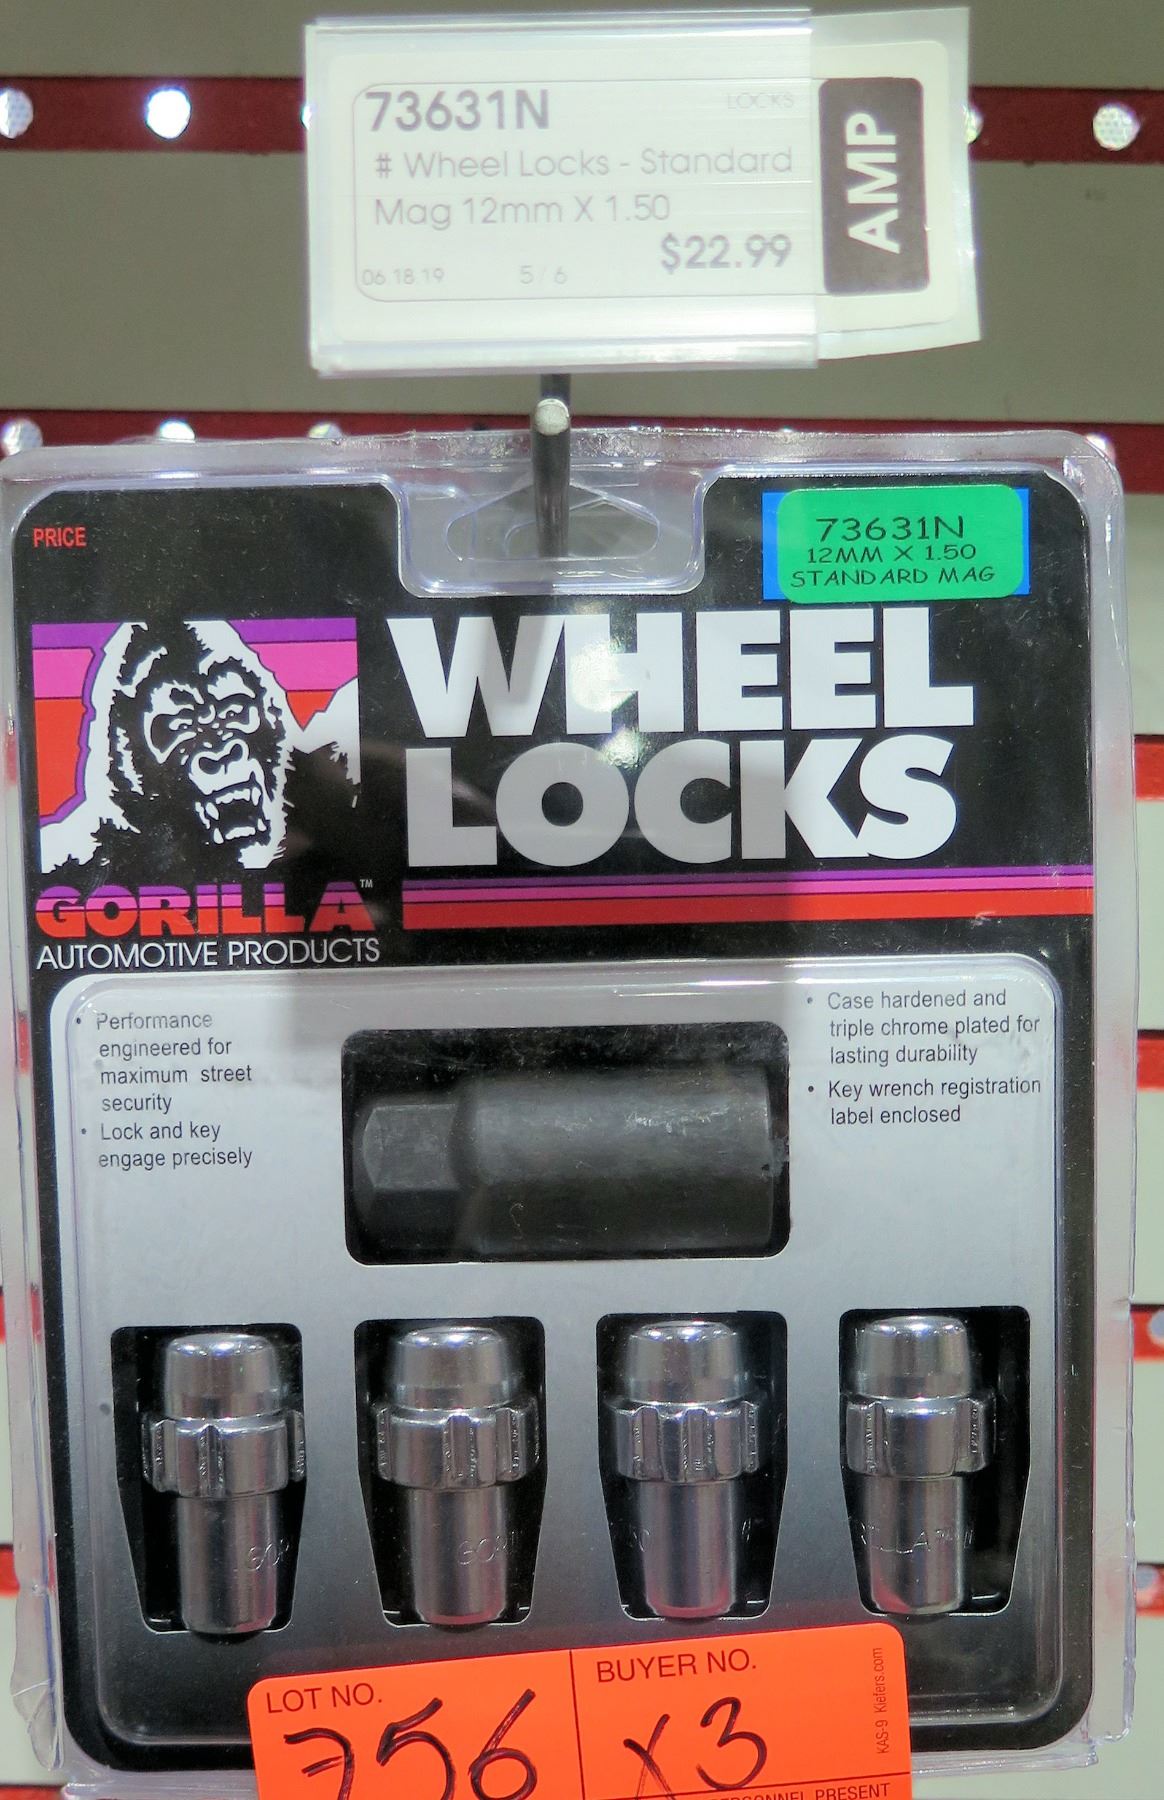 73631N
LOCKS
# Wheel Locks - Standard
Mag 12mm X 1.50
$22.99
06.18.19
5 / 6
AMP
PRICE
73631N
12MM X 1.50
STANDARD MAG
WHEEL
LOCKS
GORILLA™
AUTOMOTIVE PRODUCTS
• Performance
engineered for
maximum street
security
• Lock and key
engage precisely
• Case hardened and
triple chrome plated for
lasting durability
• Key wrench registration
label enclosed
LOT NO.
756
BUYER NO.
X3
KAS-9 Kiefers.com
PRESENT